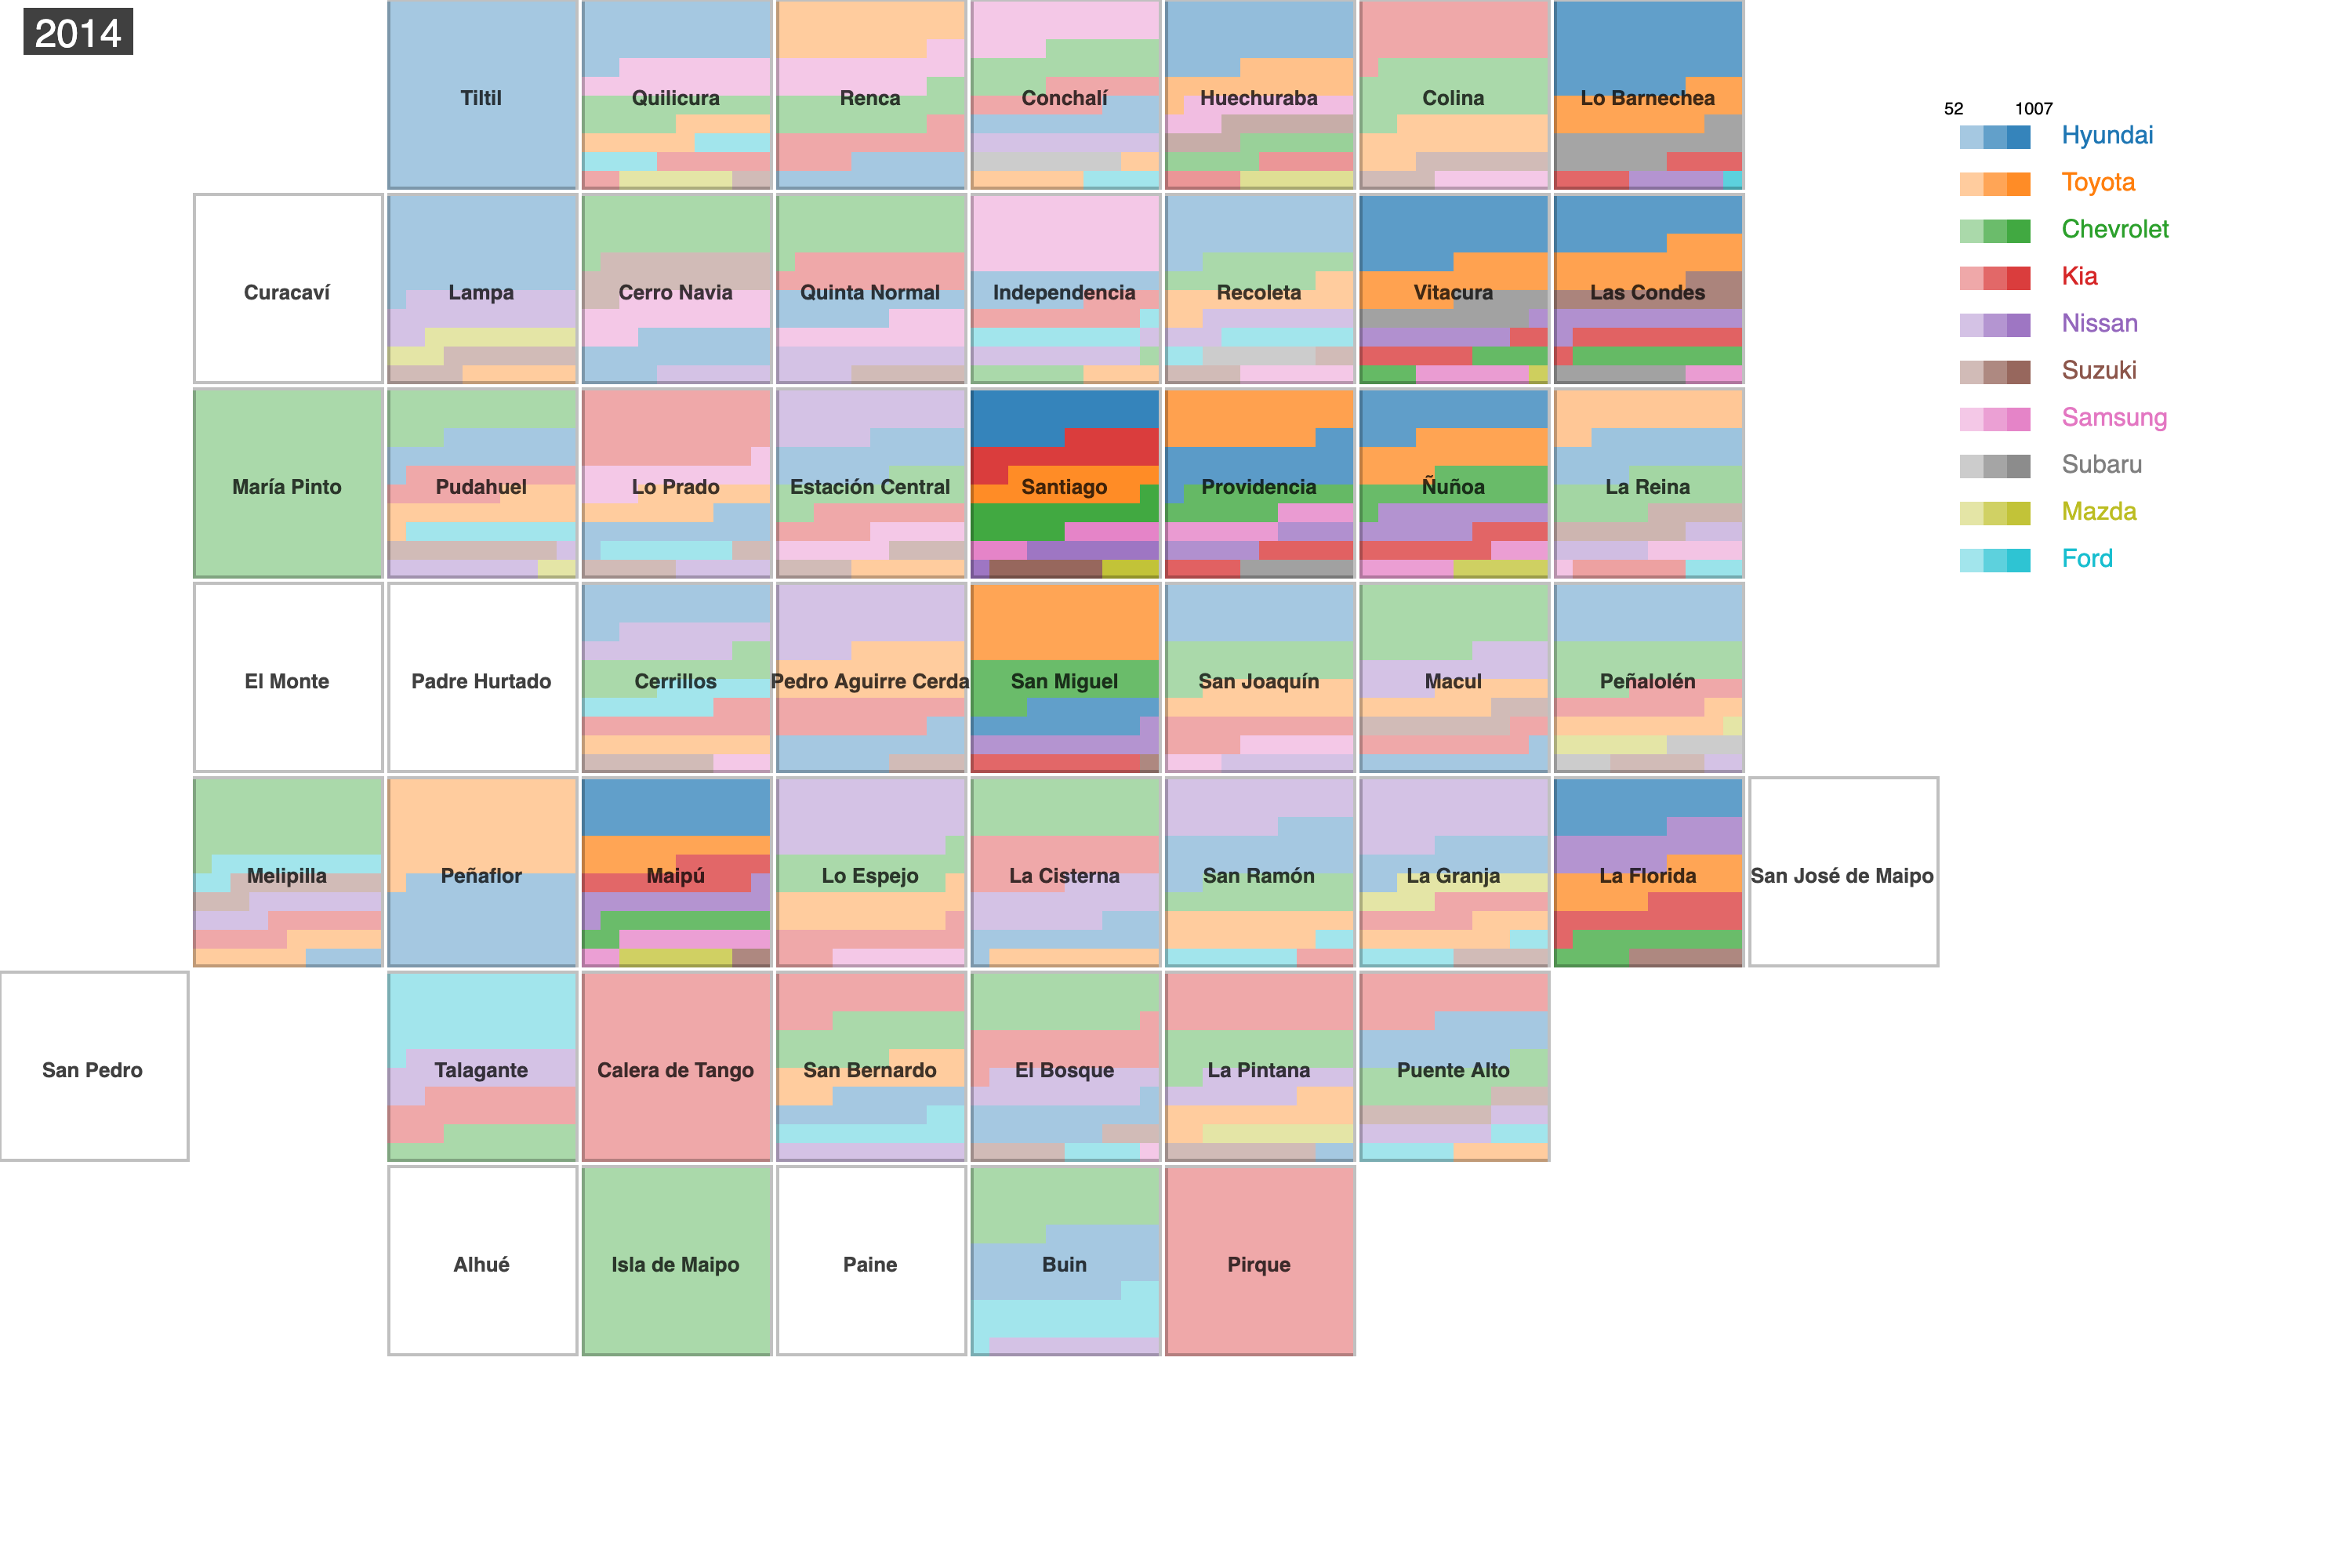 2014
Tiltil
Quilicura
Renca
Conchalí
Huechuraba
Colina
Lo Barnechea
52 1007
Hyundai
Toyota
Chevrolet
Kia
Nissan
Suzuki
Samsung
Subaru
Mazda
Ford
Curacaví
Lampa
Cerro Navia
Quinta Normal
Independencia
Recoleta
Vitacura
Las Condes
María Pinto
Pudahuel
Lo Prado
Estación Central
Santiago
Providencia
Ñuñoa
La Reina
El Monte
Padre Hurtado
Cerrillos
Pedro Aguirre Cerda
San Miguel
San Joaquín
Macul
Peñalolén
Melipilla
Peñaflor
Maipú
Lo Espejo
La Cisterna
San Ramón
La Granja
La Florida
San José de Maipo
San Pedro
Talagante
Calera de Tango
San Bernardo
El Bosque
La Pintana
Puente Alto
Alhué
Isla de Maipo
Paine
Buin
Pirque